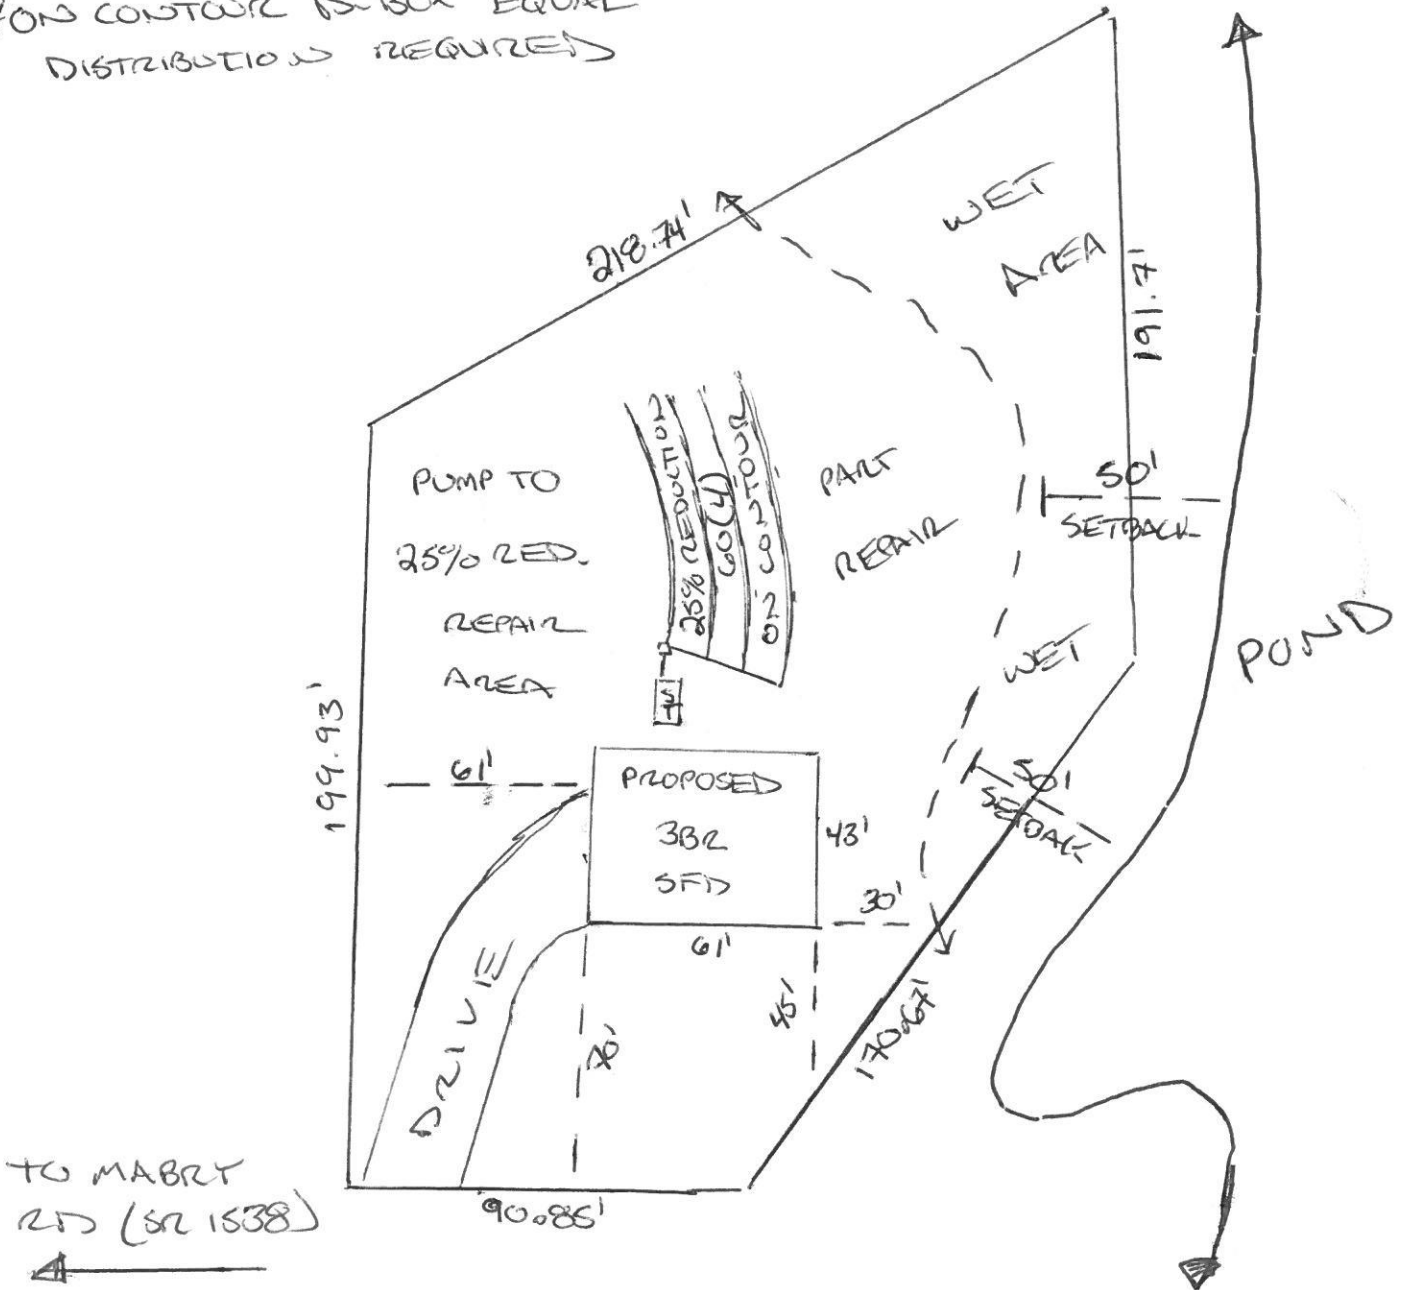 ON CONTOUR D-BOX EQUAL
DISTRIBUTION REQUIRED
218.74'
WET
AREA
191.7'
PUMP TO
25% RED.
REPAIR
AREA
25% REDUCTION
60(4)
ON CONTOUR
PART
REPAIR
50'
SETBACK
POND
WET
ST
199.93'
61'
PROPOSED
3BR
SFD
43'
50'
SETBACK
30'
61'
45'
70'
170.67'
DRIVE
TO MABRY
RD (SR 1538)
90.85'